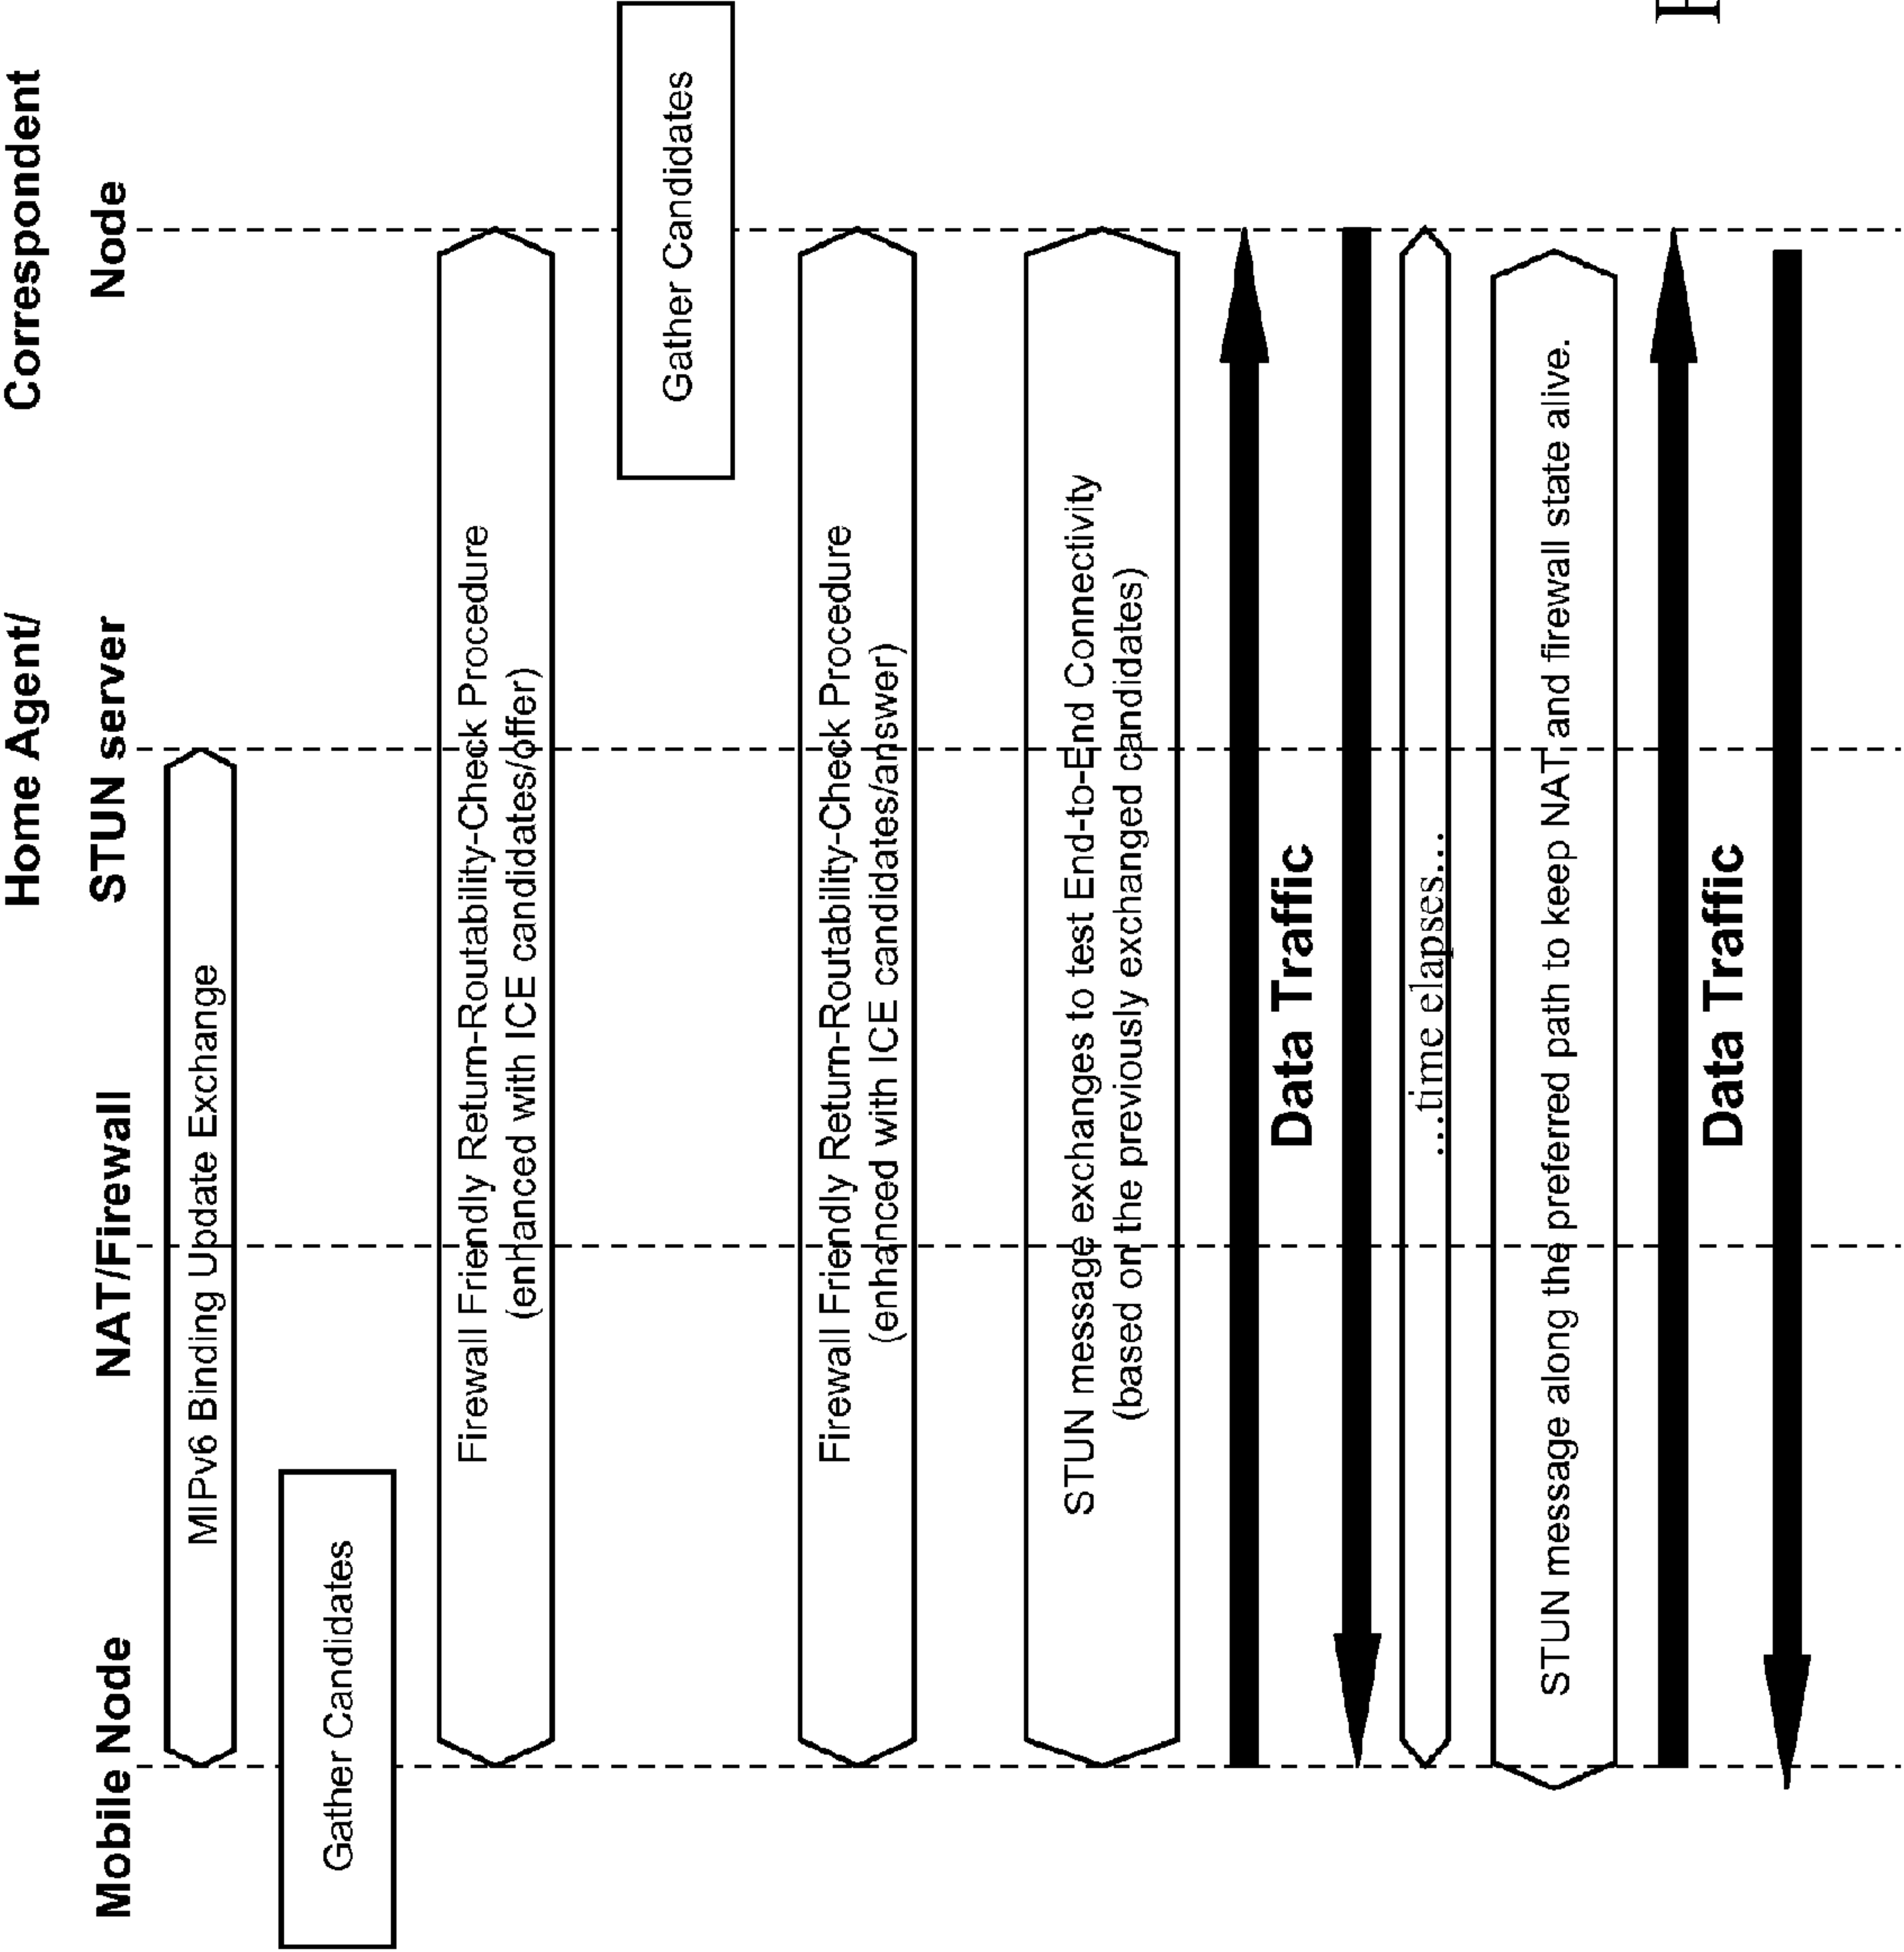 Mobile Node
NAT/Firewall
Home Agent/
STUN server
Correspondent
Node
MIPv6 Binding Update Exchange
Gather Candidates
Firewall Friendly Return-Routability-Check Procedure
(enhanced with ICE candidates/offer)
Gather Candidates
Firewall Friendly Return-Routability-Check Procedure
(enhanced with ICE candidates/answer)
STUN message exchanges to test End-to-End Connectivity
(based on the previously exchanged candidates)
Data Traffic
....time elapses....
STUN message along the preferred path to keep NAT and firewall state alive.
Data Traffic